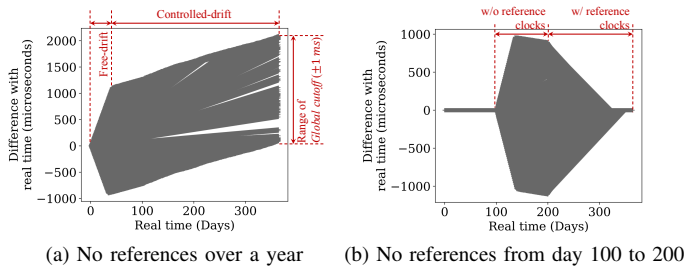 Controlled-drift
Free-drift
2000
1500
1000
500
0
−500
−1000
0
100
200
300
Real time (Days)
Difference with
real time (microseconds)
Range of
Global cutoff (±1 ms)
(a) No references over a year
w/o reference
clocks
w/ reference
clocks
1000
500
0
−500
−1000
0
100
200
300
Real time (Days)
Difference with
real time (microseconds)
(b) No references from day 100 to 200